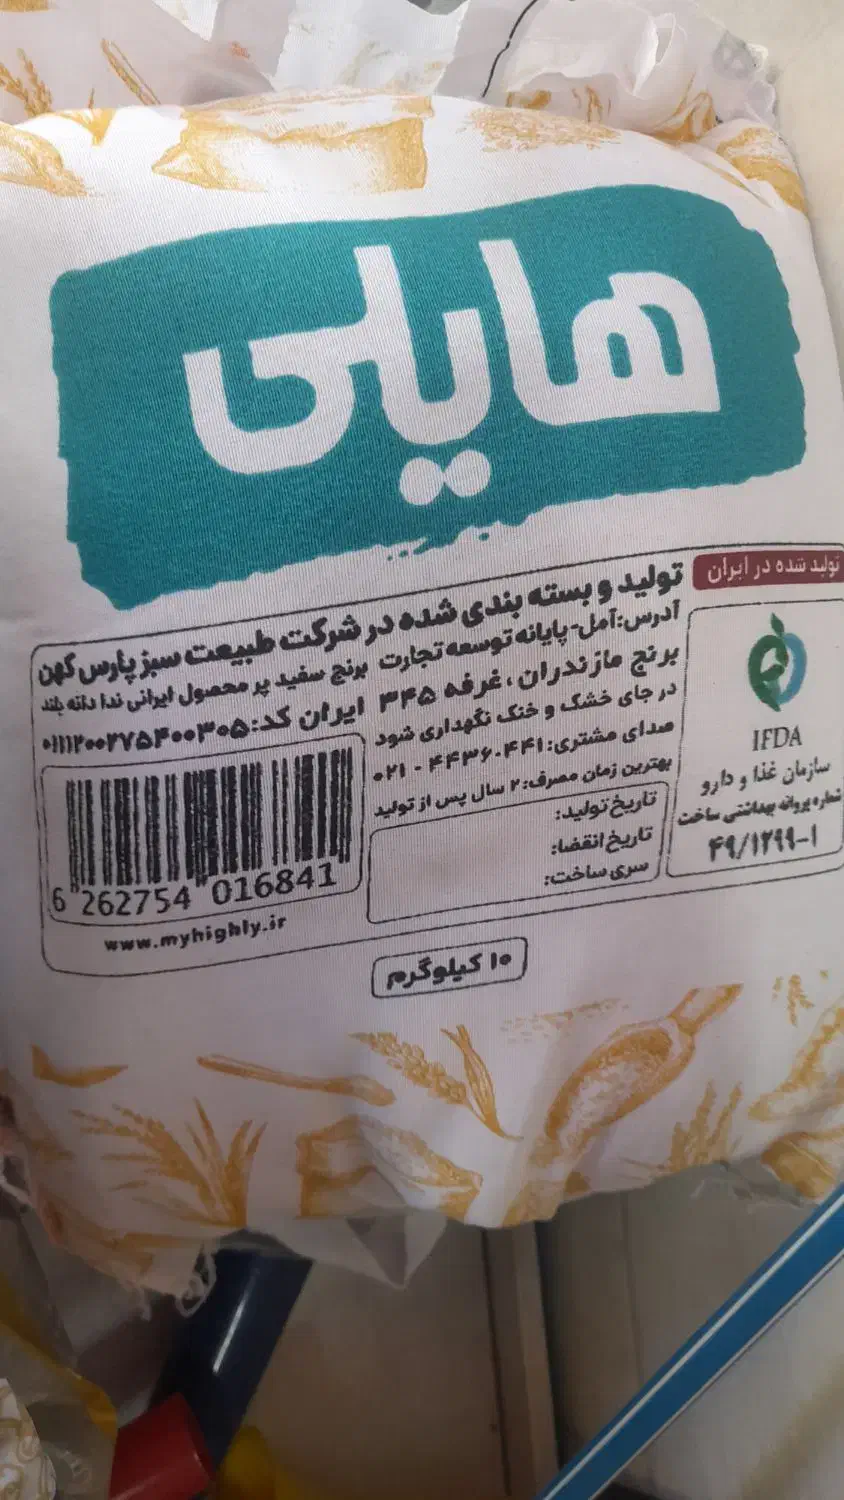 هایلی
تولید شده در ایران
تولید و بسته بندی شده در شرکت طبیعت سبز پارس کهن
آدرس:آمل-پایانه توسعه تجارت
برنج مازندران ، غرفه ۳۴۵
در جای خشک و خنک نگهداری شود
صدای مشتری: ۴۴۳۶۰۴۴۱ - ۰۲۱
بهترین زمان مصرف: ۲ سال پس از تولید
تاریخ تولید:
تاریخ انقضا:
سری ساخت:
برنج سفید پر محصول ایرانی ندا دانه بلند
ایران کد: ۰۱۱۱۲۰۰۲۷۵۴۰۰۳۰۵
6 262754 016841
www.myhighly.ir
IFDA
سازمان غذا و دارو
شماره پروانه بهداشتی ساخت
۴۹/۱۲۹۹-۱
۱۰ کیلوگرم